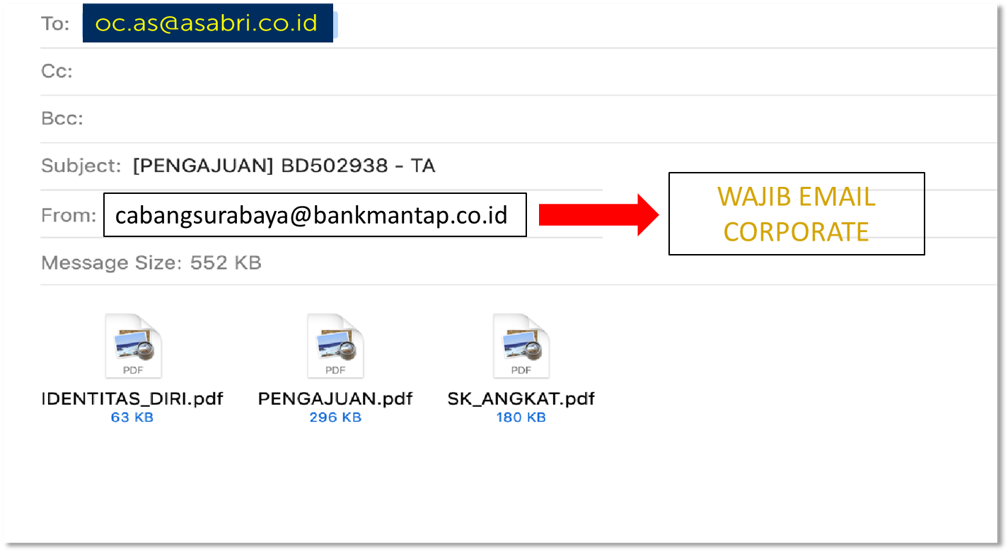 To: oc.as@asabri.co.id
Cc:
Bcc:
Subject: [PENGAJUAN] BD502938 - TA
From: cabangsurabaya@bankmantap.co.id
WAJIB EMAIL
CORPORATE
Message Size: 552 KB
PDF PDF PDF
IDENTITAS_DIRI.pdf PENGAJUAN.pdf SK_ANGKAT.pdf
63 KB 296 KB 180 KB